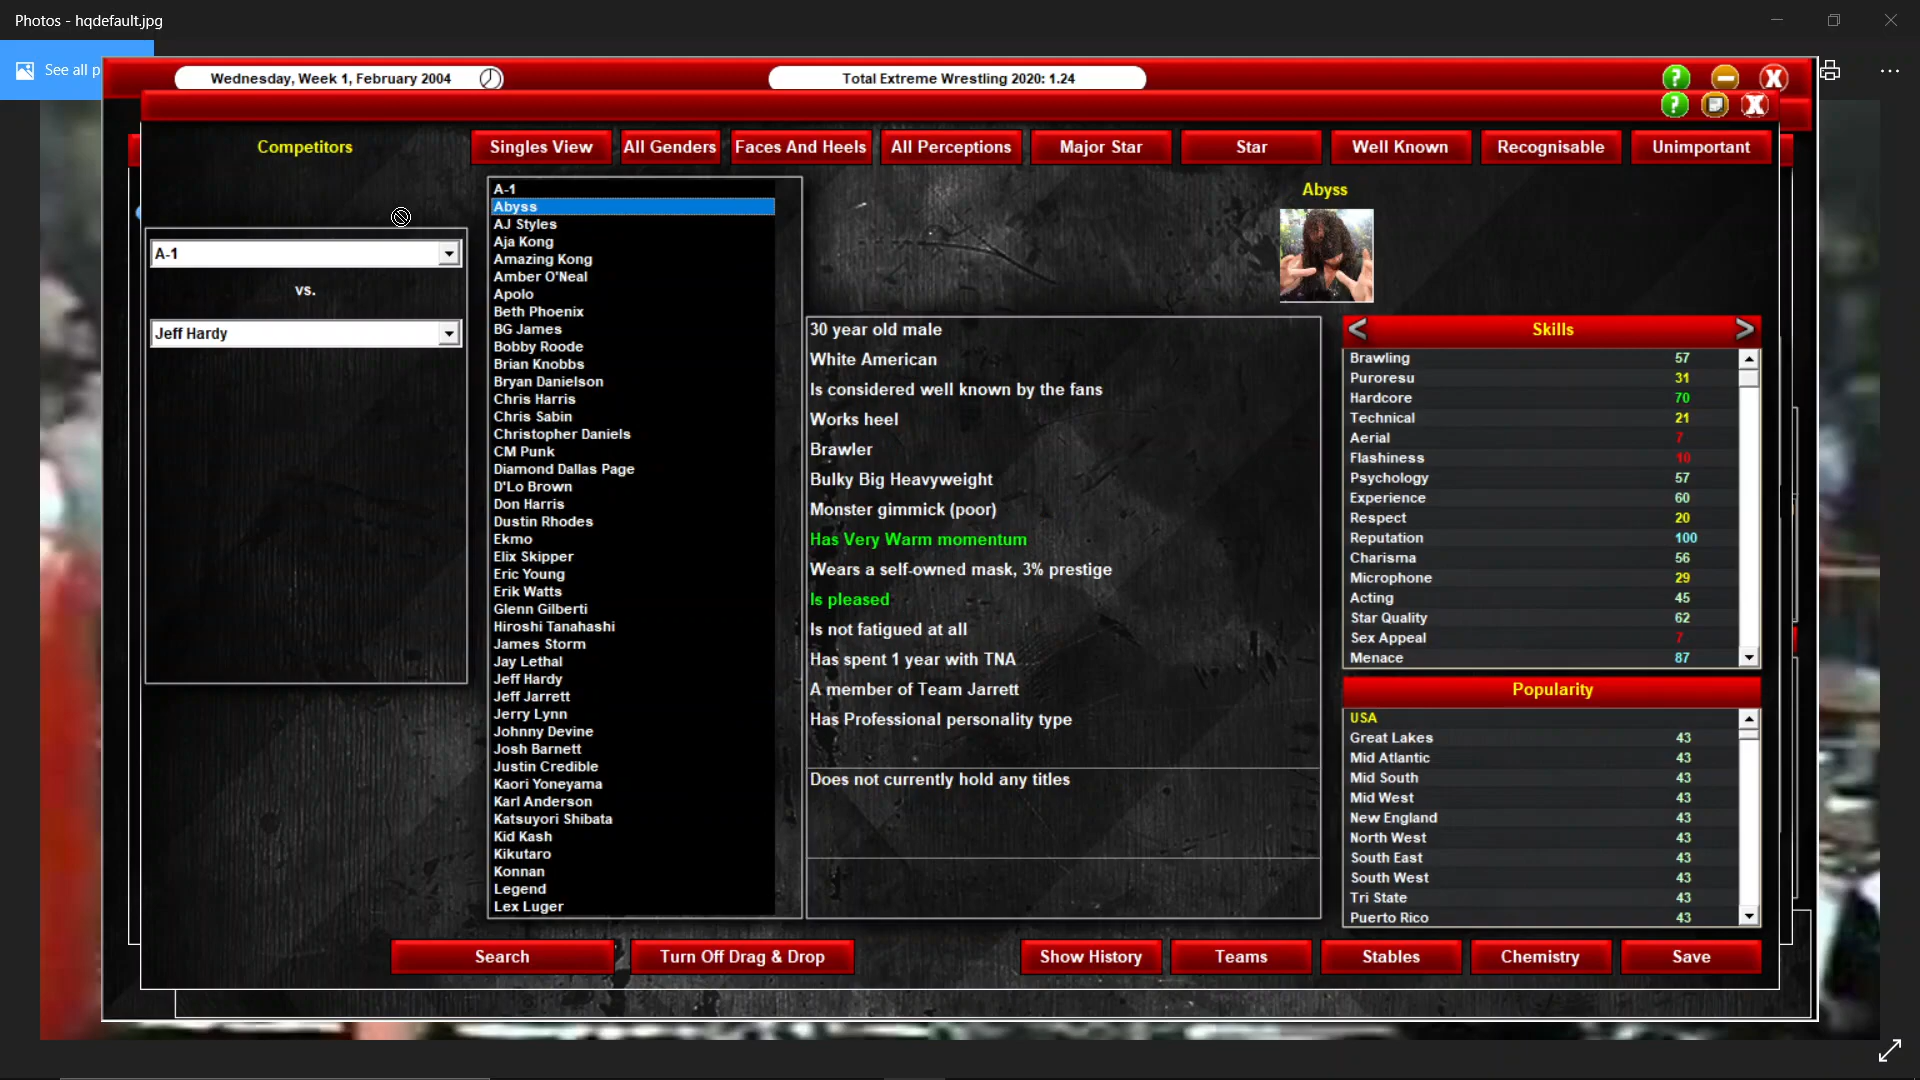 Photos - hqdefault.jpg
See all p
Wednesday, Week 1, February 2004
Total Extreme Wrestling 2020: 1.24
Competitors
Singles View
All Genders
Faces And Heels
All Perceptions
Major Star
Star
Well Known
Recognisable
Unimportant
A-1
vs.
Jeff Hardy
A-1
Abyss
AJ Styles
Aja Kong
Amazing Kong
Amber O'Neal
Apolo
Beth Phoenix
BG James
Bobby Roode
Brian Knobbs
Bryan Danielson
Chris Harris
Chris Sabin
Christopher Daniels
CM Punk
Diamond Dallas Page
D'Lo Brown
Don Harris
Dustin Rhodes
Ekmo
Elix Skipper
Eric Young
Erik Watts
Glenn Gilberti
Hiroshi Tanahashi
James Storm
Jay Lethal
Jeff Hardy
Jeff Jarrett
Jerry Lynn
Johnny Devine
Josh Barnett
Justin Credible
Kaori Yoneyama
Karl Anderson
Katsuyori Shibata
Kid Kash
Kikutaro
Konnan
Legend
Lex Luger
Abyss
30 year old male
White American
Is considered well known by the fans
Works heel
Brawler
Bulky Big Heavyweight
Monster gimmick (poor)
Has Very Warm momentum
Wears a self-owned mask, 3% prestige
Is pleased
Is not fatigued at all
Has spent 1 year with TNA
A member of Team Jarrett
Has Professional personality type
Does not currently hold any titles
Skills
Brawling 57
Puroresu 31
Hardcore 70
Technical 21
Aerial 7
Flashiness 10
Psychology 57
Experience 60
Respect 20
Reputation 100
Charisma 56
Microphone 29
Acting 45
Star Quality 62
Sex Appeal 7
Menace 87
Popularity
USA
Great Lakes 43
Mid Atlantic 43
Mid South 43
Mid West 43
New England 43
North West 43
South East 43
South West 43
Tri State 43
Puerto Rico 43
Search
Turn Off Drag & Drop
Show History
Teams
Stables
Chemistry
Save